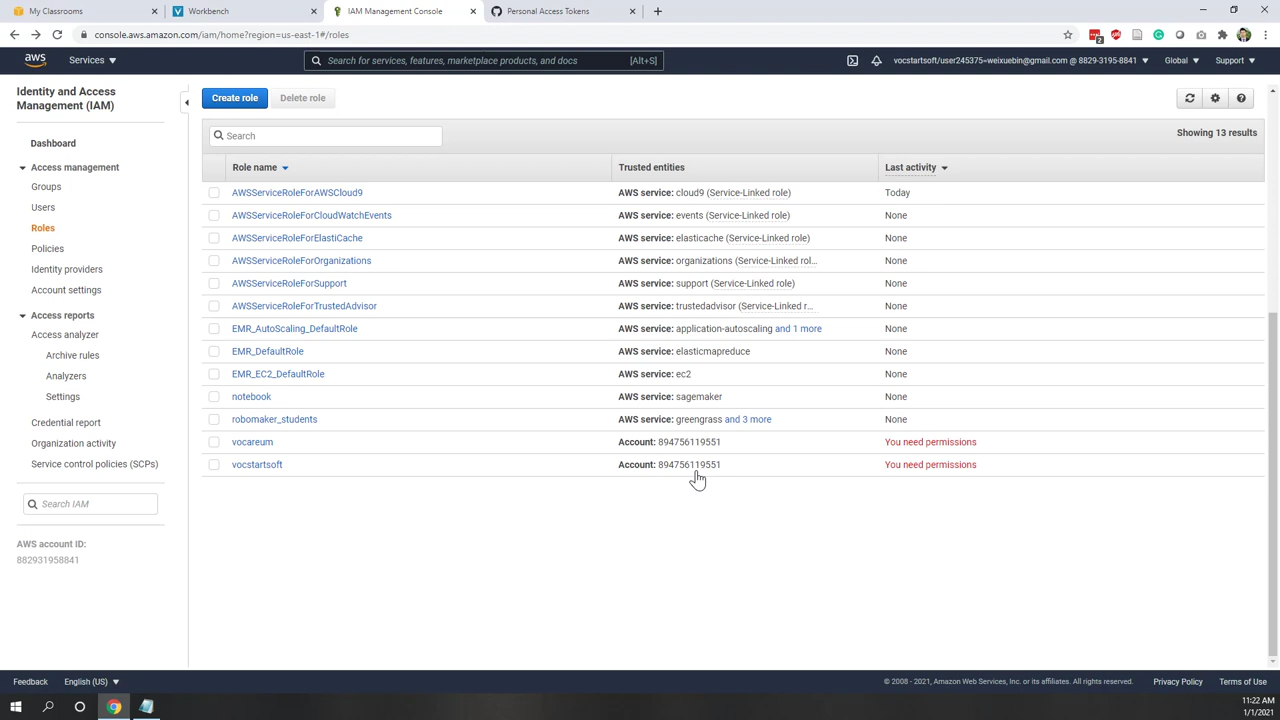 My Classrooms
Workbench
IAM Management Console
Personal Access Tokens
console.aws.amazon.com/iam/home?region=us-east-1#/roles
2
aws
Services
Search for services, features, marketplace products, and docs [Alt+S]
vocstartsoft/user245375=weixuebin@gmail.com @ 8829-3195-8841
Global
Support
Identity and Access
Management (IAM)
Dashboard
Access management
Groups
Users
Roles
Policies
Identity providers
Account settings
Access reports
Access analyzer
Archive rules
Analyzers
Settings
Credential report
Organization activity
Service control policies (SCPs)
Search IAM
AWS account ID:
882931958841
Create role
Delete role
Search
Showing 13 results
Role name Trusted entities Last activity
AWSServiceRoleForAWSCloud9 AWS service: cloud9 (Service-Linked role) Today
AWSServiceRoleForCloudWatchEvents AWS service: events (Service-Linked role) None
AWSServiceRoleForElastiCache AWS service: elasticache (Service-Linked role) None
AWSServiceRoleForOrganizations AWS service: organizations (Service-Linked rol... None
AWSServiceRoleForSupport AWS service: support (Service-Linked role) None
AWSServiceRoleForTrustedAdvisor AWS service: trustedadvisor (Service-Linked r... None
EMR_AutoScaling_DefaultRole AWS service: application-autoscaling and 1 more None
EMR_DefaultRole AWS service: elasticmapreduce None
EMR_EC2_DefaultRole AWS service: ec2 None
notebook AWS service: sagemaker None
robomaker_students AWS service: greengrass and 3 more None
vocareum Account: 894756119551 You need permissions
vocstartsoft Account: 894756119551 You need permissions
Feedback
English (US)
© 2008 - 2021, Amazon Web Services, Inc. or its affiliates. All rights reserved.
Privacy Policy
Terms of Use
11:22 AM
1/1/2021